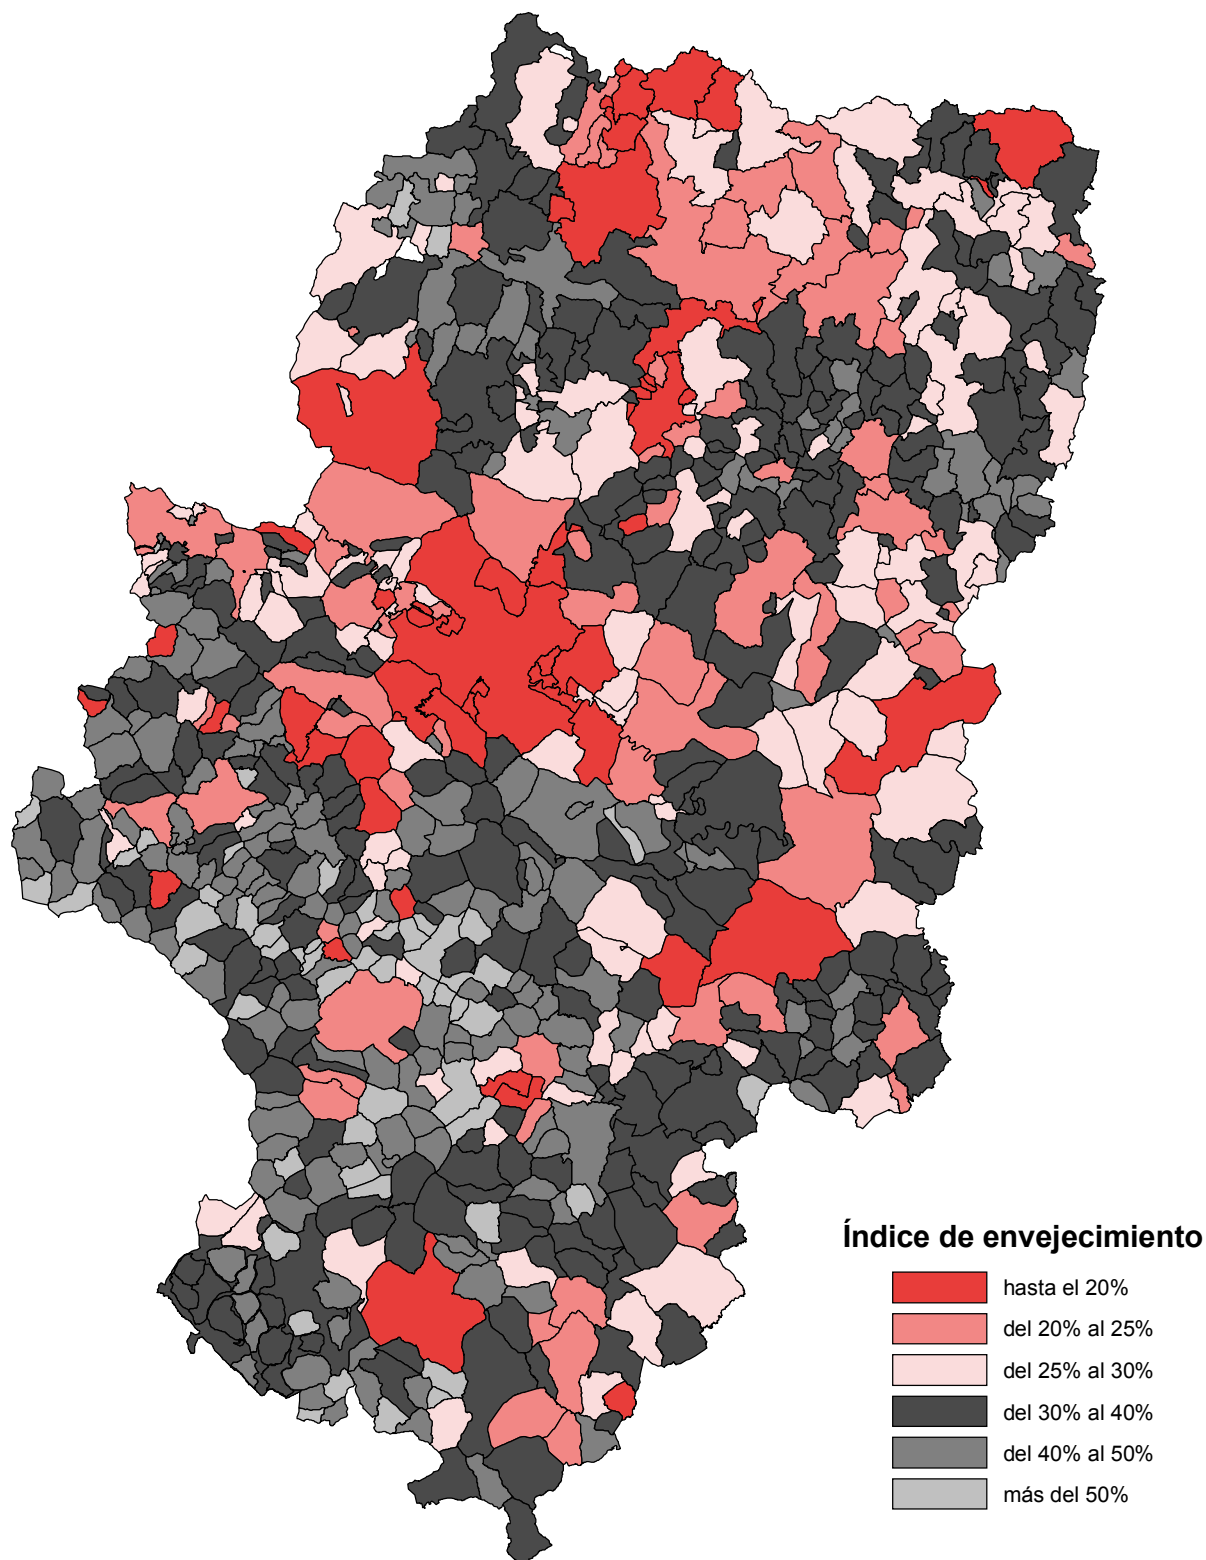 Índice de envejecimiento
hasta el 20%
del 20% al 25%
del 25% al 30%
del 30% al 40%
del 40% al 50%
más del 50%